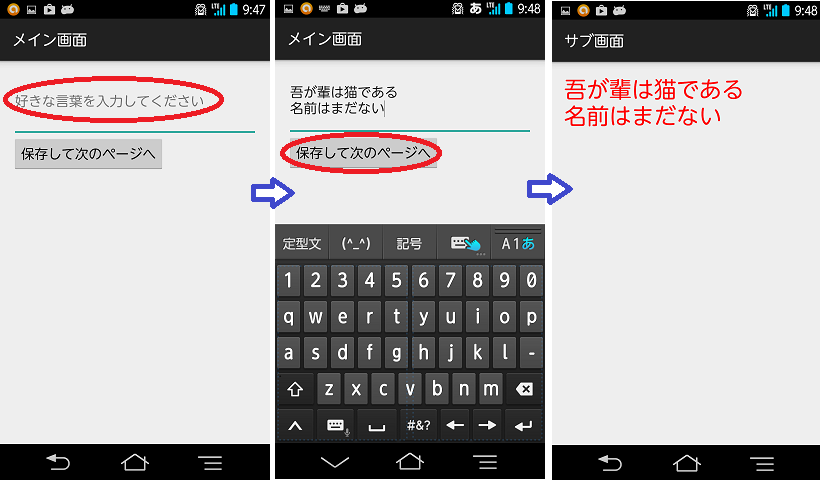 9:47
メイン画面
好きな言葉を入力してください
保存して次のページへ
あ 9:48
メイン画面
吾が輩は猫である
名前はまだない
保存して次のページへ
定型文 (^_^) 記号 A1あ
1 2 3 4 5 6 7 8 9 0
q w e r t y u i o p
a s d f g h j k l -
z x c v b n m
#&?
9:48
サブ画面
吾が輩は猫である
名前はまだない